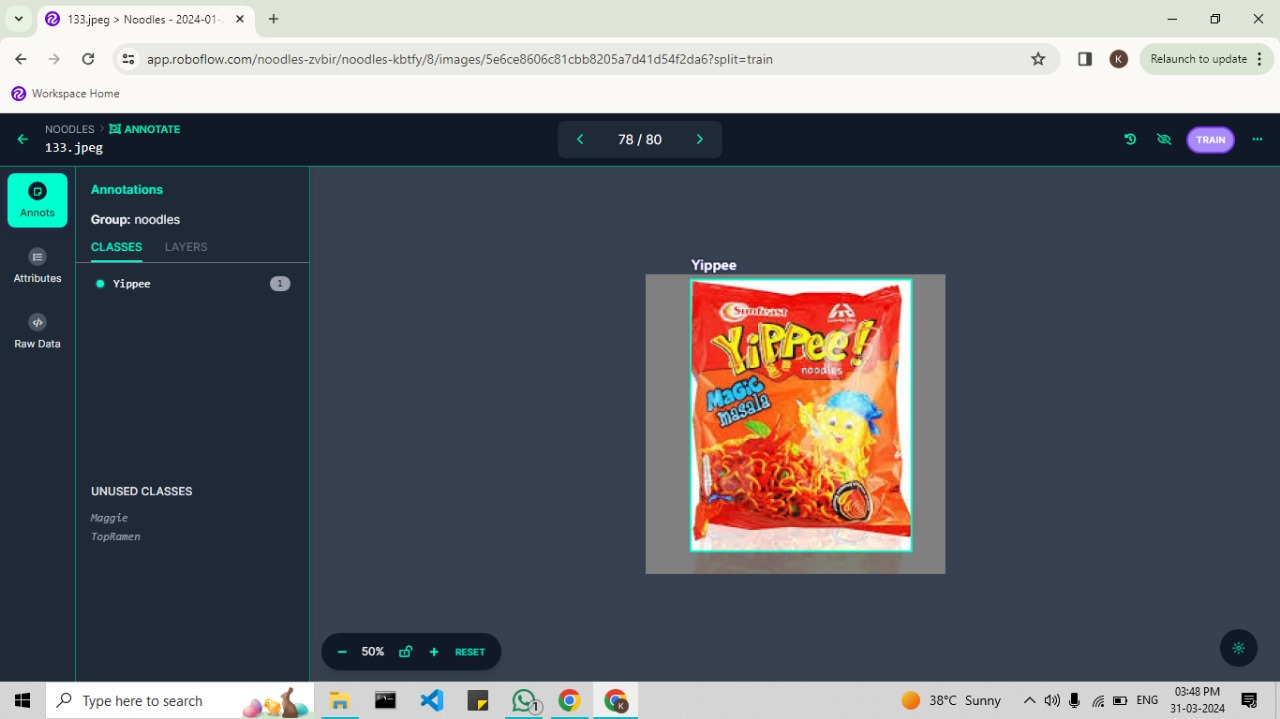 133.jpeg > Noodles - 2024-01-
app.roboflow.com/noodles-zvbir/noodles-kbtfy/8/images/5e6ce8606c81cbb8205a7d41d54f2da6?split=train
K
Relaunch to update
Workspace Home
NOODLES > ANNOTATE
133.jpeg
78 / 80
TRAIN
Annots
Attributes
Raw Data
Annotations
Group: noodles
CLASSES LAYERS
Yippee 1
UNUSED CLASSES
Maggie
TopRamen
Yippee
Sunfeast
YiPPee!
noodles
MaGiC
masala
50%
RESET
Type here to search
1
K
38°C Sunny
ENG
03:48 PM
31-03-2024